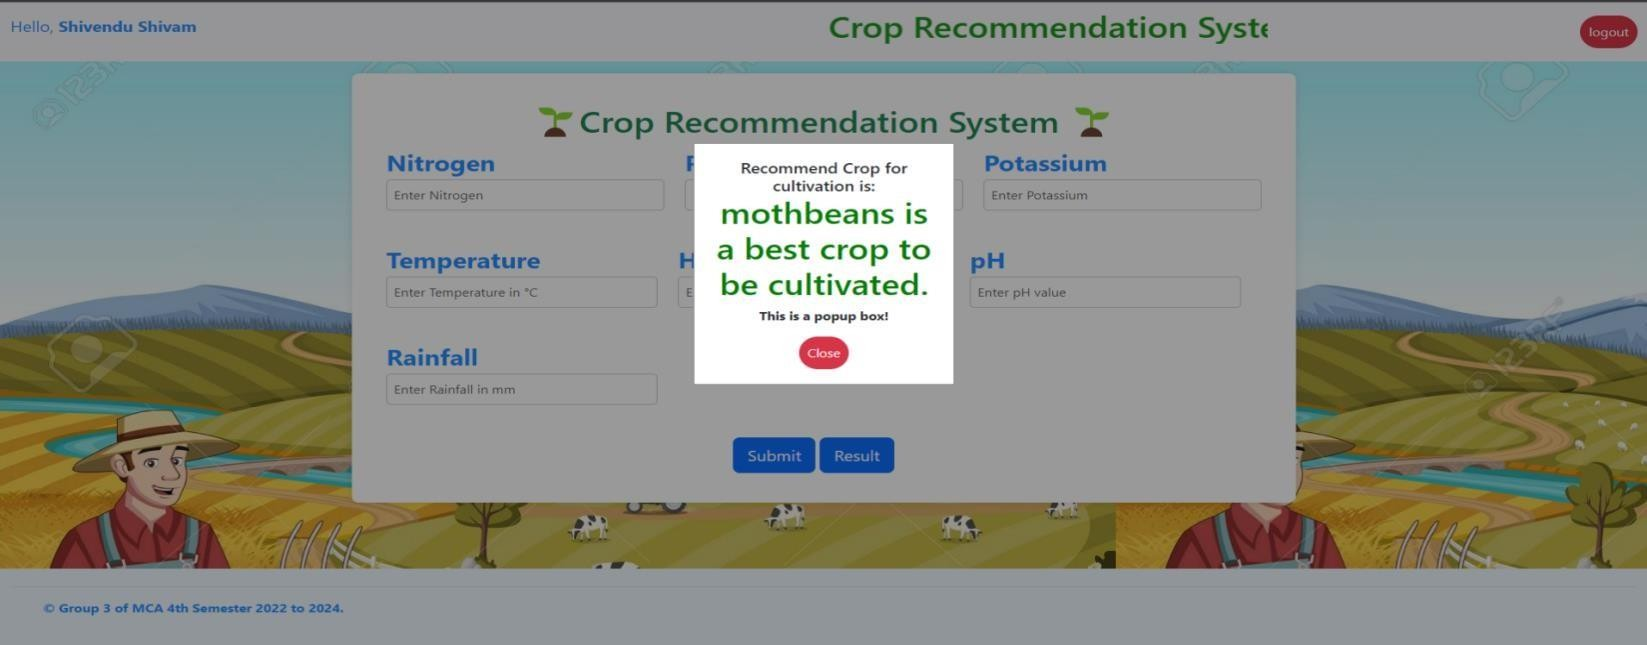 Hello, Shivendu Shivam
Crop Recommendation Syste
logout
Crop Recommendation System
Nitrogen
P
Potassium
Enter Nitrogen
Enter Potassium
Temperature
H
pH
Enter Temperature in °C
E
Enter pH value
Rainfall
Enter Rainfall in mm
Recommend Crop for
cultivation is:
mothbeans is
a best crop to
be cultivated.
This is a popup box!
Close
Submit
Result
© Group 3 of MCA 4th Semester 2022 to 2024.